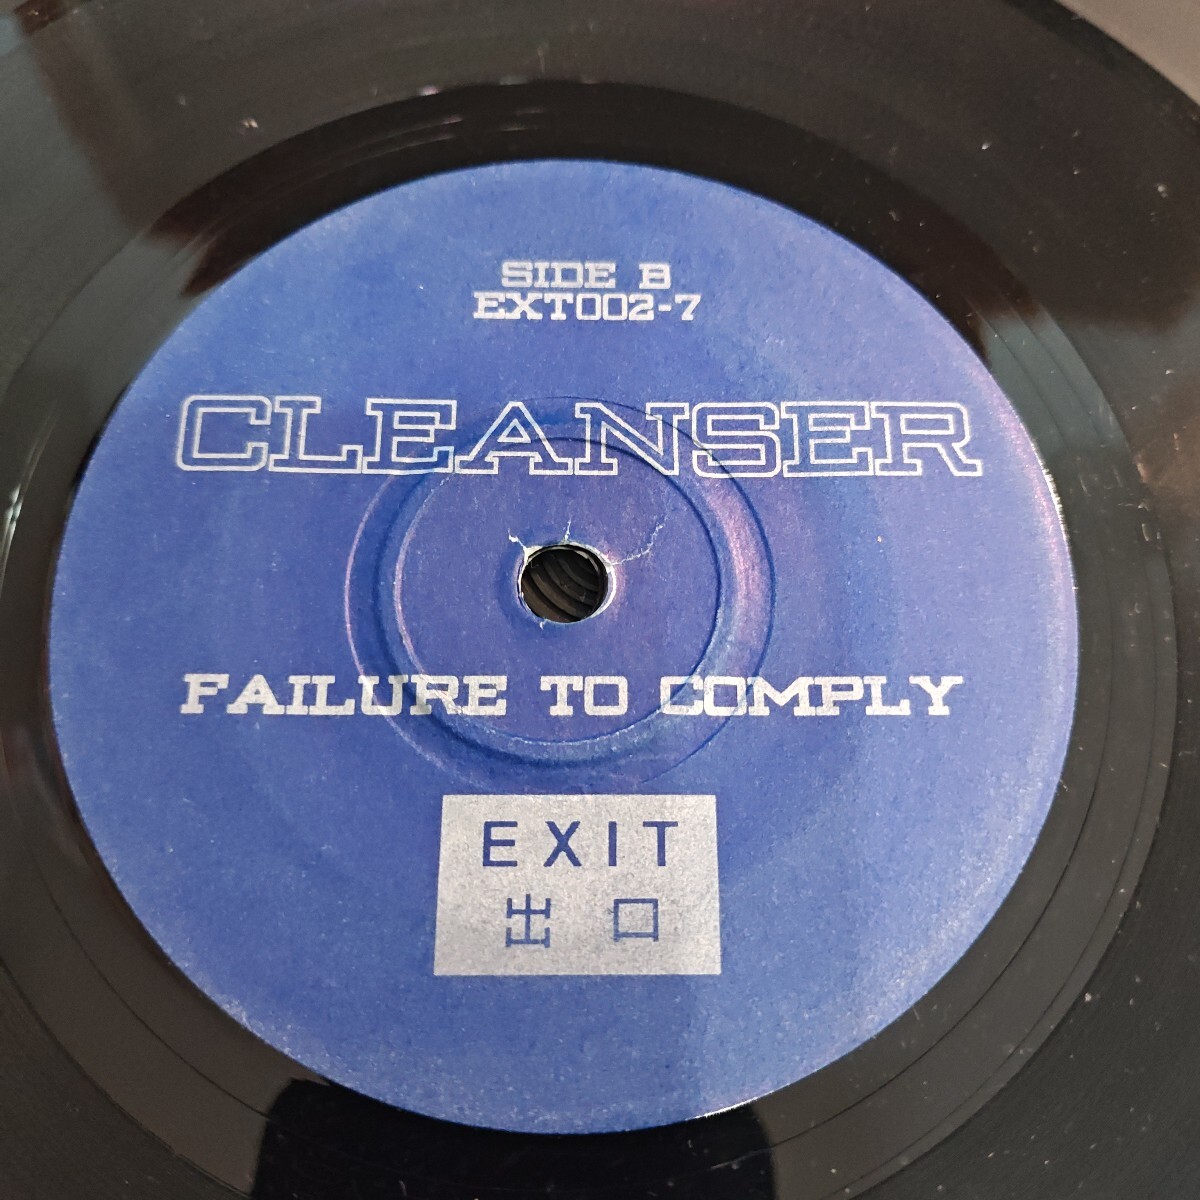 SIDE B
EXT002-7
CLEANSER
FAILURE TO COMPLY
EXIT
出口